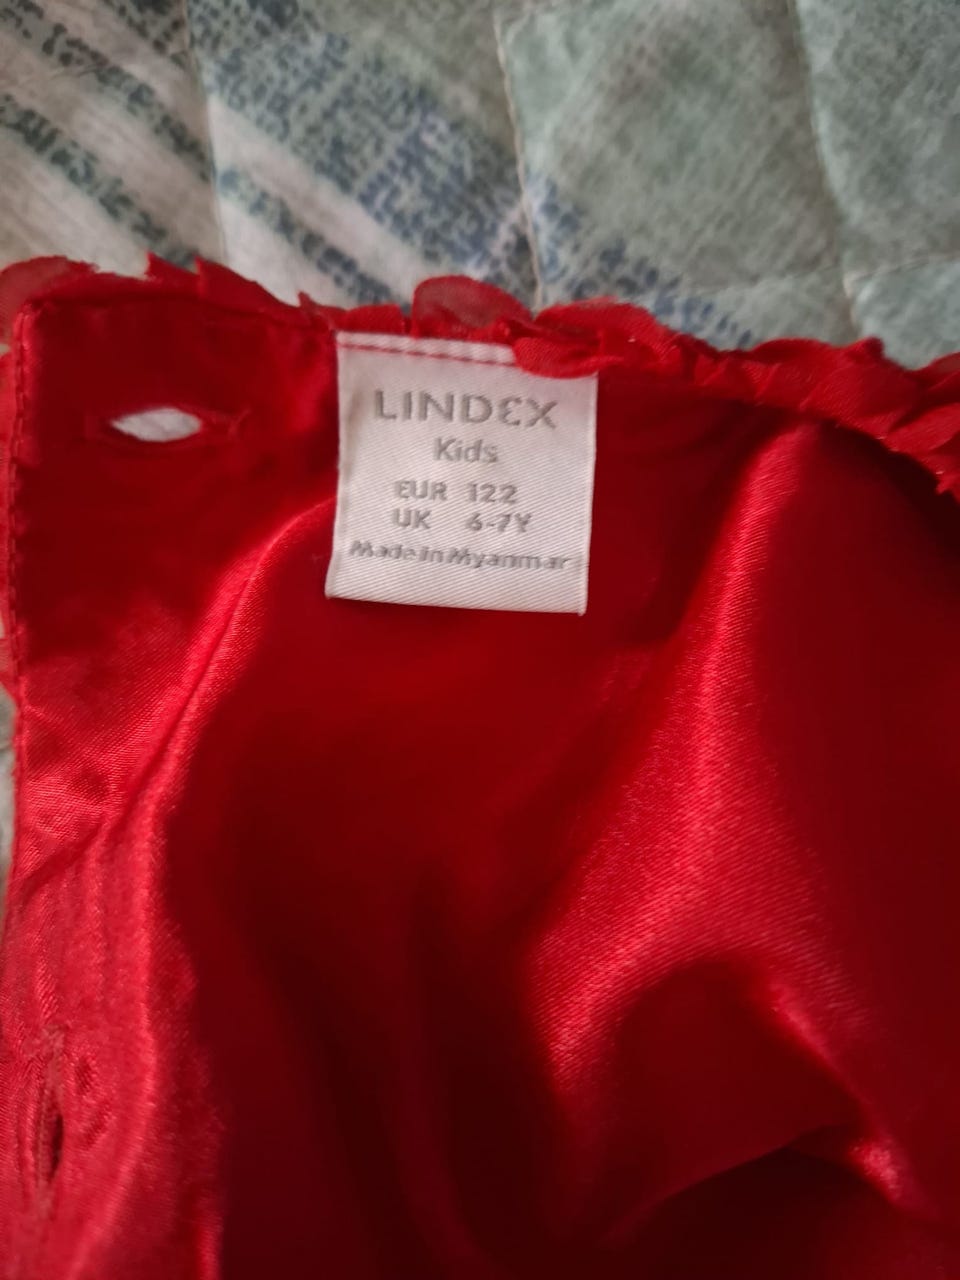 LINDEX
Kids
EUR 122
UK 6-7Y
Made in Myanmar